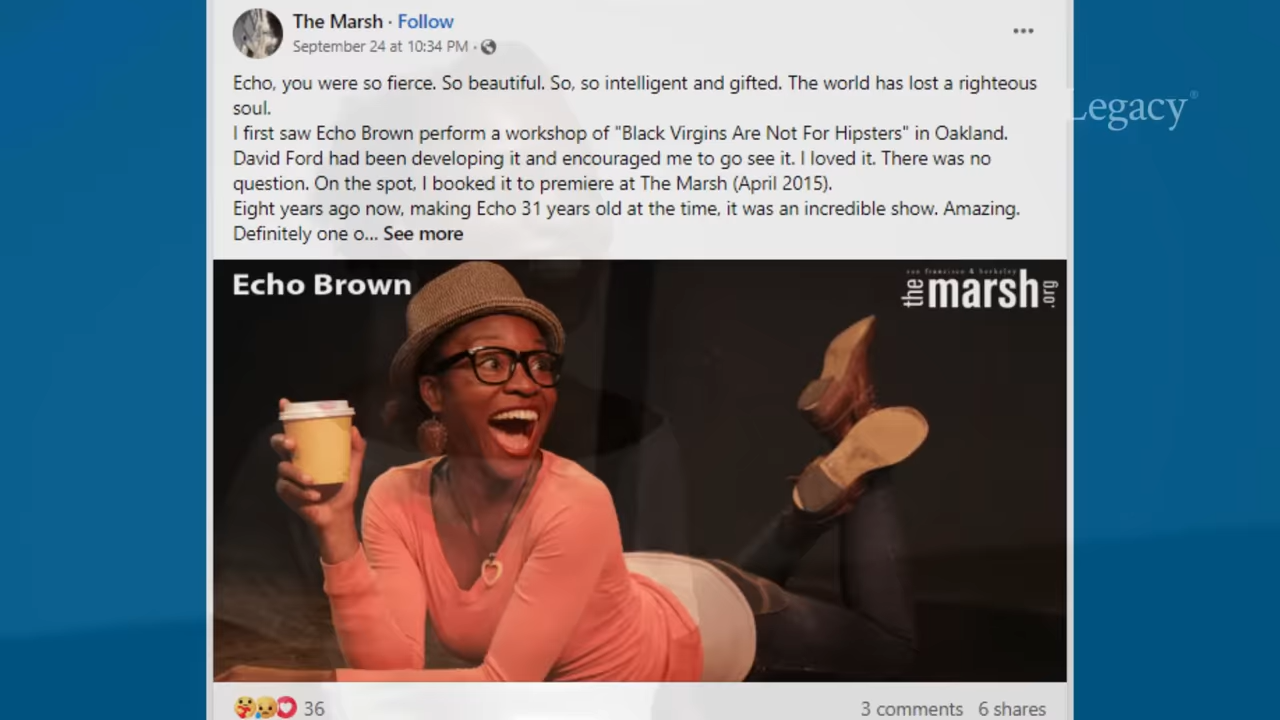 The Marsh · Follow
September 24 at 10:34 PM ·
Legacy®
Echo, you were so fierce. So beautiful. So, so intelligent and gifted. The world has lost a righteous
soul.
I first saw Echo Brown perform a workshop of "Black Virgins Are Not For Hipsters" in Oakland.
David Ford had been developing it and encouraged me to go see it. I loved it. There was no
question. On the spot, I booked it to premiere at The Marsh (April 2015).
Eight years ago now, making Echo 31 years old at the time, it was an incredible show. Amazing.
Definitely one o... See more
Echo Brown
san francisco & berkeley
the marsh .org
36
3 comments 6 shares